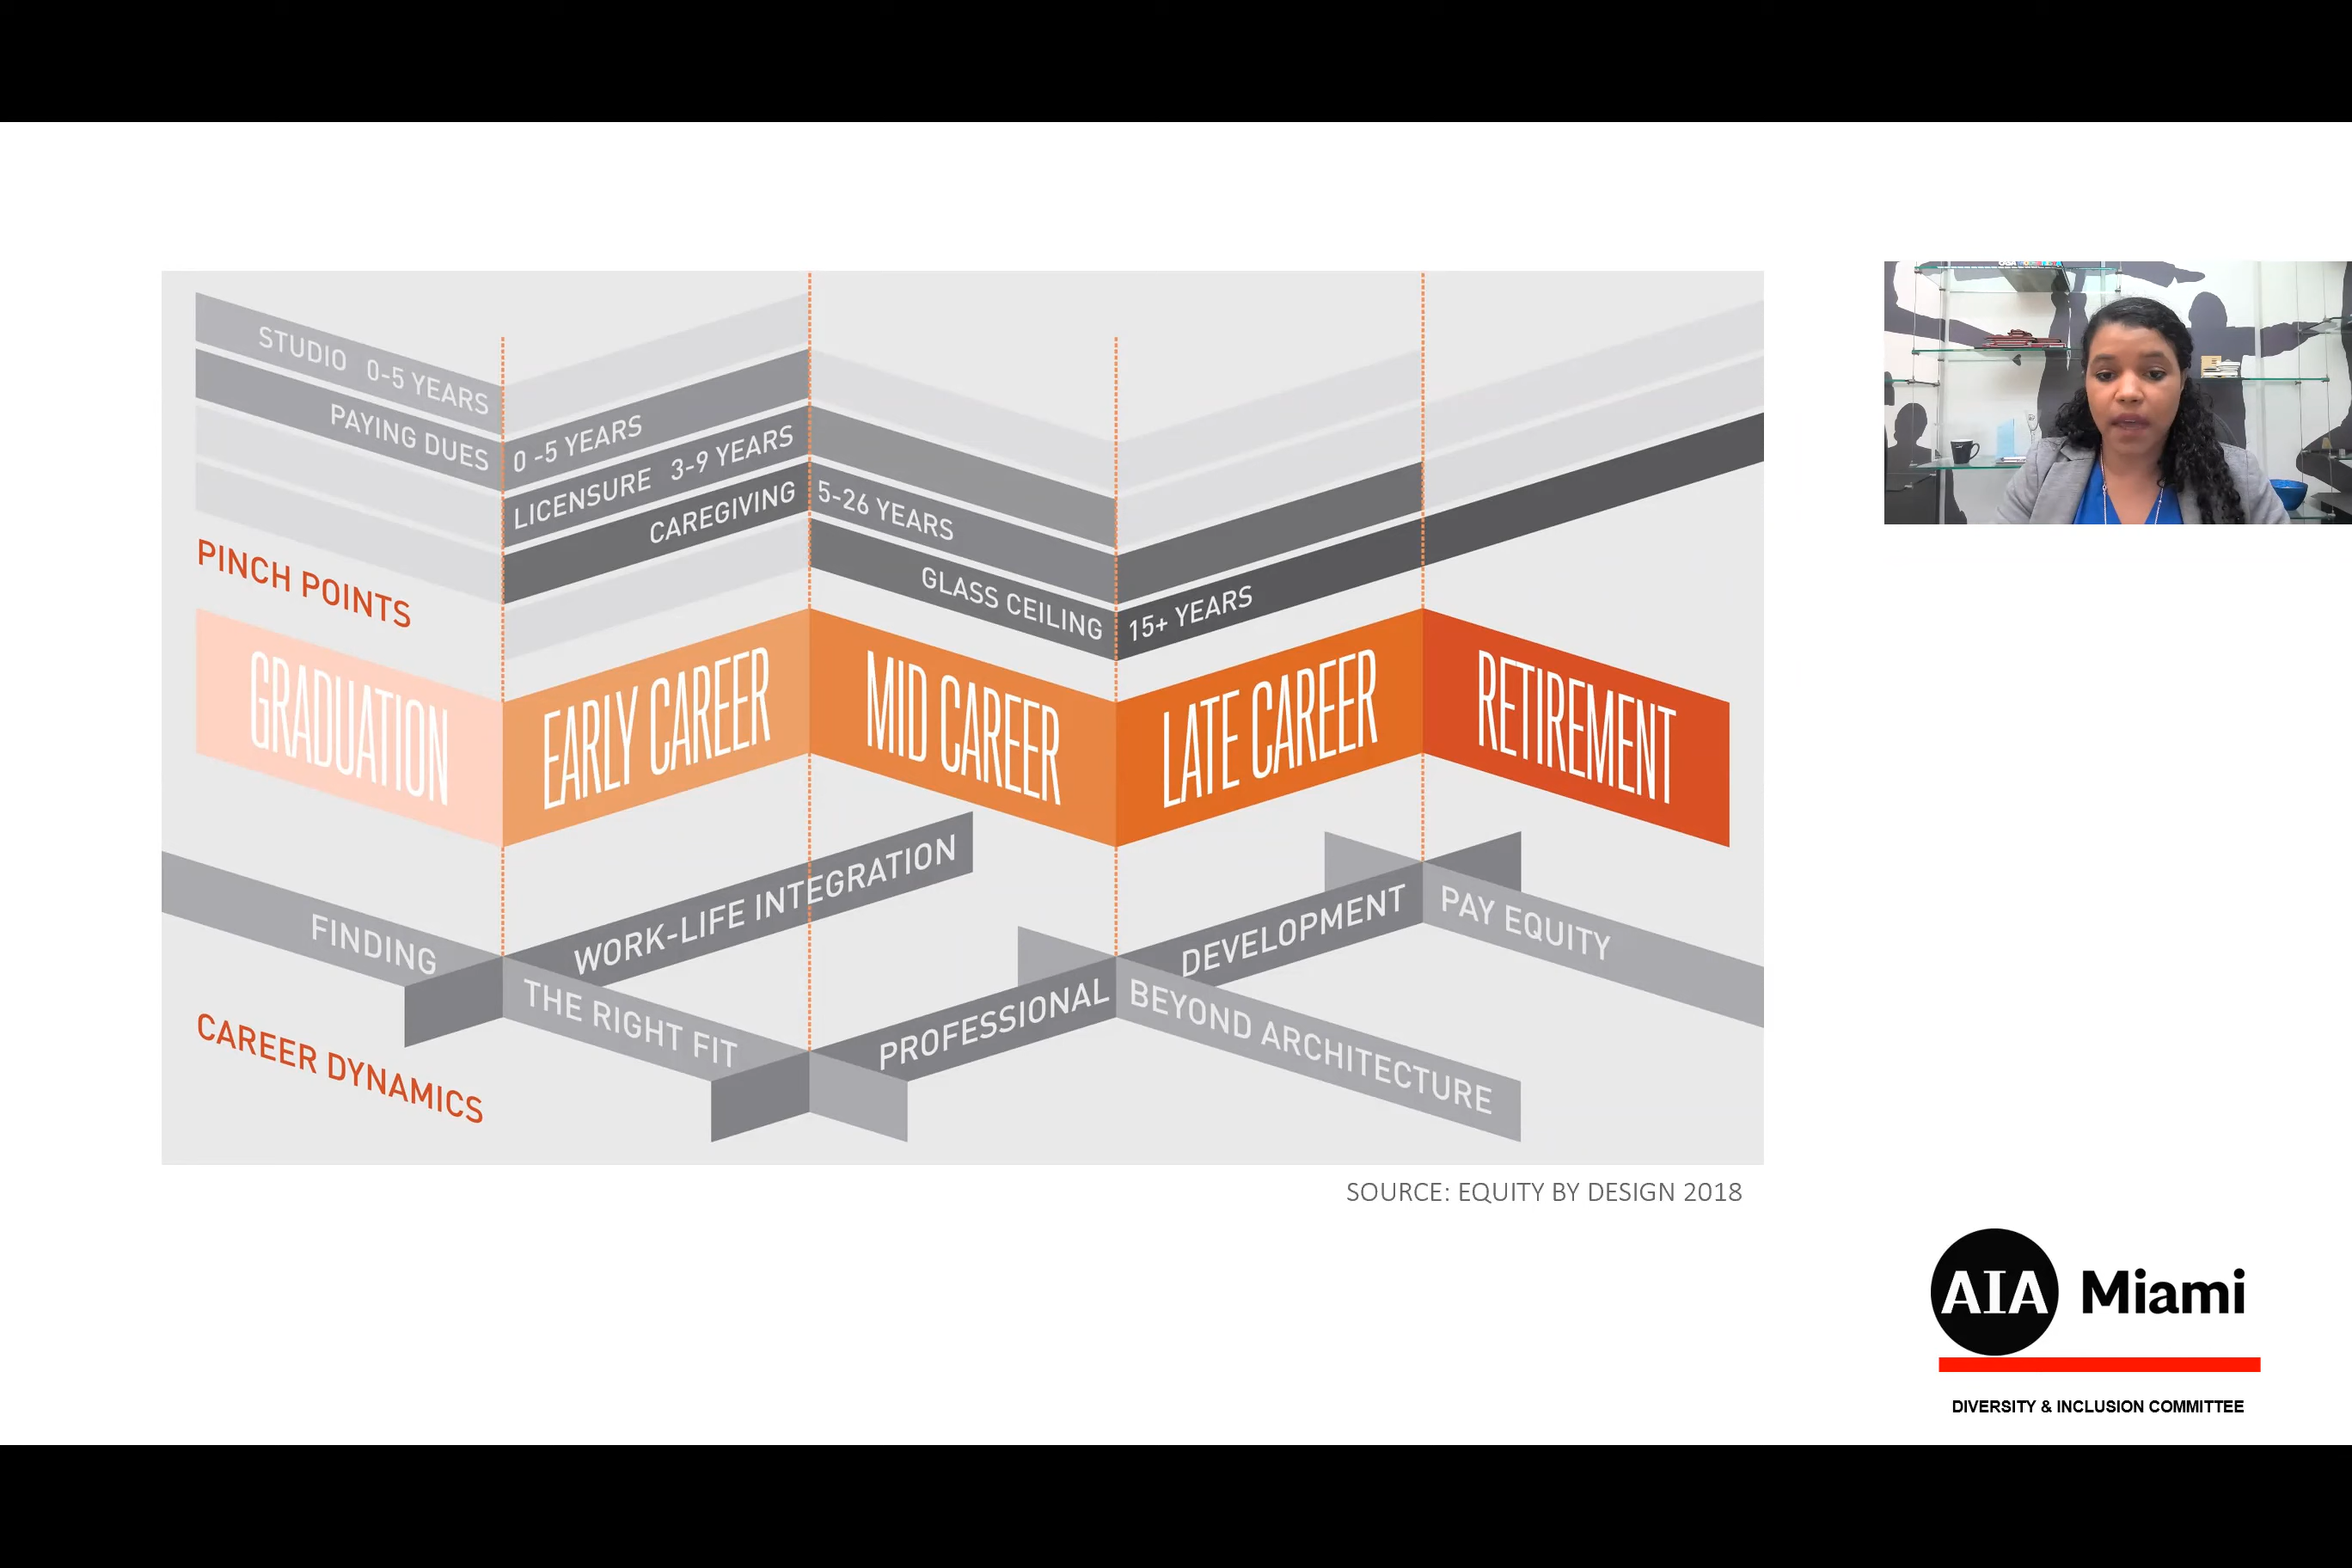 STUDIO 0-5 YEARS
PAYING DUES 0 -5 YEARS
LICENSURE 3-9 YEARS
CAREGIVING 5-26 YEARS
GLASS CEILING 15+ YEARS
PINCH POINTS
GRADUATION
EARLY CAREER
MID CAREER
LATE CAREER
RETIREMENT
FINDING THE RIGHT FIT
WORK-LIFE INTEGRATION
PROFESSIONAL DEVELOPMENT
BEYOND ARCHITECTURE
PAY EQUITY
CAREER DYNAMICS
SOURCE: EQUITY BY DESIGN 2018
AIA Miami
DIVERSITY & INCLUSION COMMITTEE